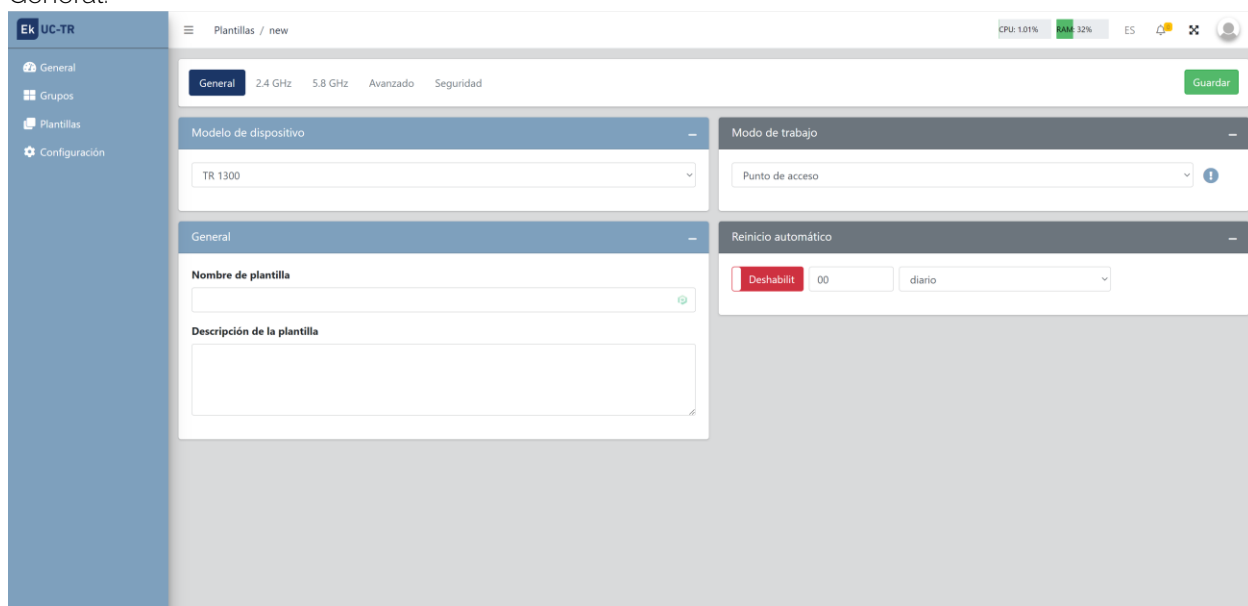 General.
Ek UC-TR
Plantillas / new
CPU: 1.01%
RAM: 32%
ES
General
Grupos
Plantillas
Configuración
General
2.4 GHz
5.8 GHz
Avanzado
Seguridad
Guardar
Modelo de dispositivo
TR 1300
Modo de trabajo
Punto de acceso
General
Nombre de plantilla
Descripción de la plantilla
Reinicio automático
Deshabilit
00
diario